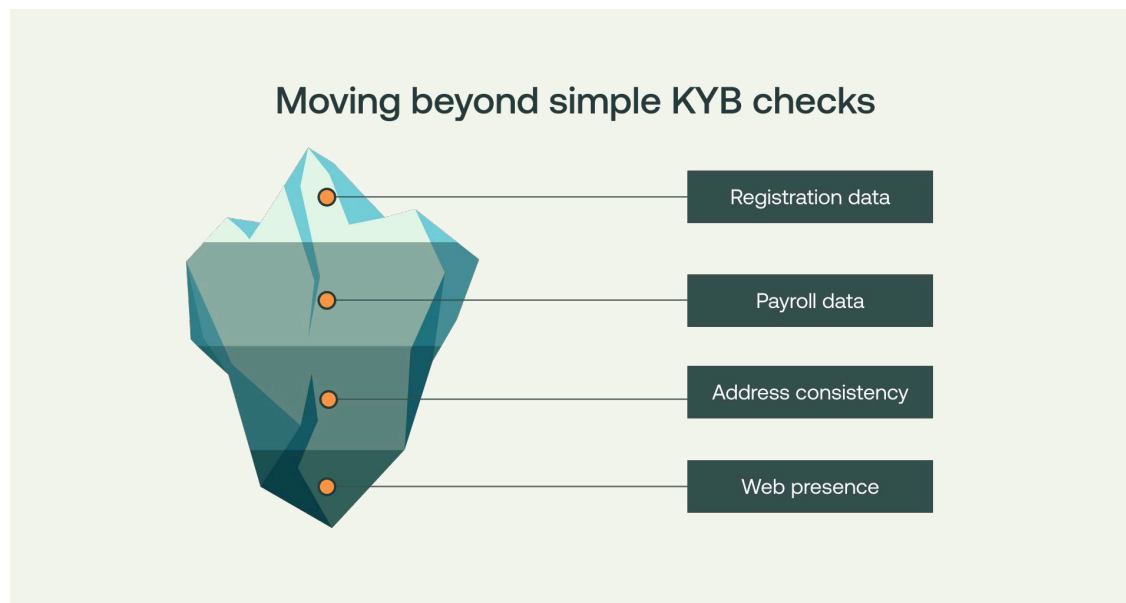 Moving beyond simple KYB checks
Registration data
Payroll data
Address consistency
Web presence